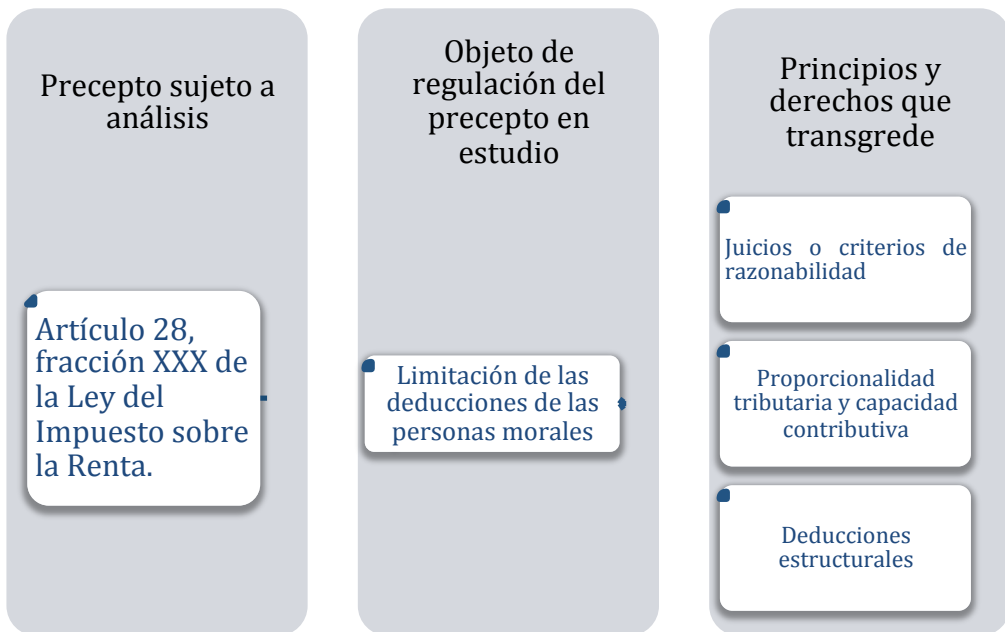 Precepto sujeto a
análisis
Artículo 28,
fracción XXX de
la Ley del
Impuesto sobre
la Renta.
Objeto de
regulación del
precepto en
estudio
Limitación de las
deducciones de las
personas morales
Principios y
derechos que
transgrede
Juicios o criterios de
razonabilidad
Proporcionalidad
tributaria y capacidad
contributiva
Deducciones
estructurales